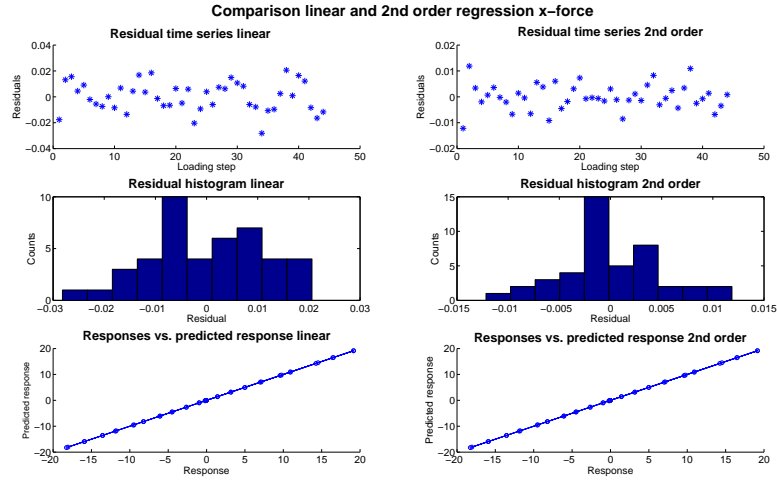 Comparison linear and 2nd order regression x−force
Residual time series linear
0.04
0.02
0
−0.02
−0.04
Residuals
0 10 20 30 40 50
Loading step
Residual time series 2nd order
0.02
0.01
0
−0.01
−0.02
Residuals
0 10 20 30 40 50
Loading step
Residual histogram linear
10
5
0
Counts
−0.03 −0.02 −0.01 0 0.01 0.02 0.03
Residual
Residual histogram 2nd order
15
10
5
0
Counts
−0.015 −0.01 −0.005 0 0.005 0.01 0.015
Residual
Responses vs. predicted response linear
20
10
0
−10
−20
Predicted response
−20 −15 −10 −5 0 5 10 15 20
Response
Responses vs. predicted response 2nd order
20
10
0
−10
−20
Predicted response
−20 −15 −10 −5 0 5 10 15 20
Response